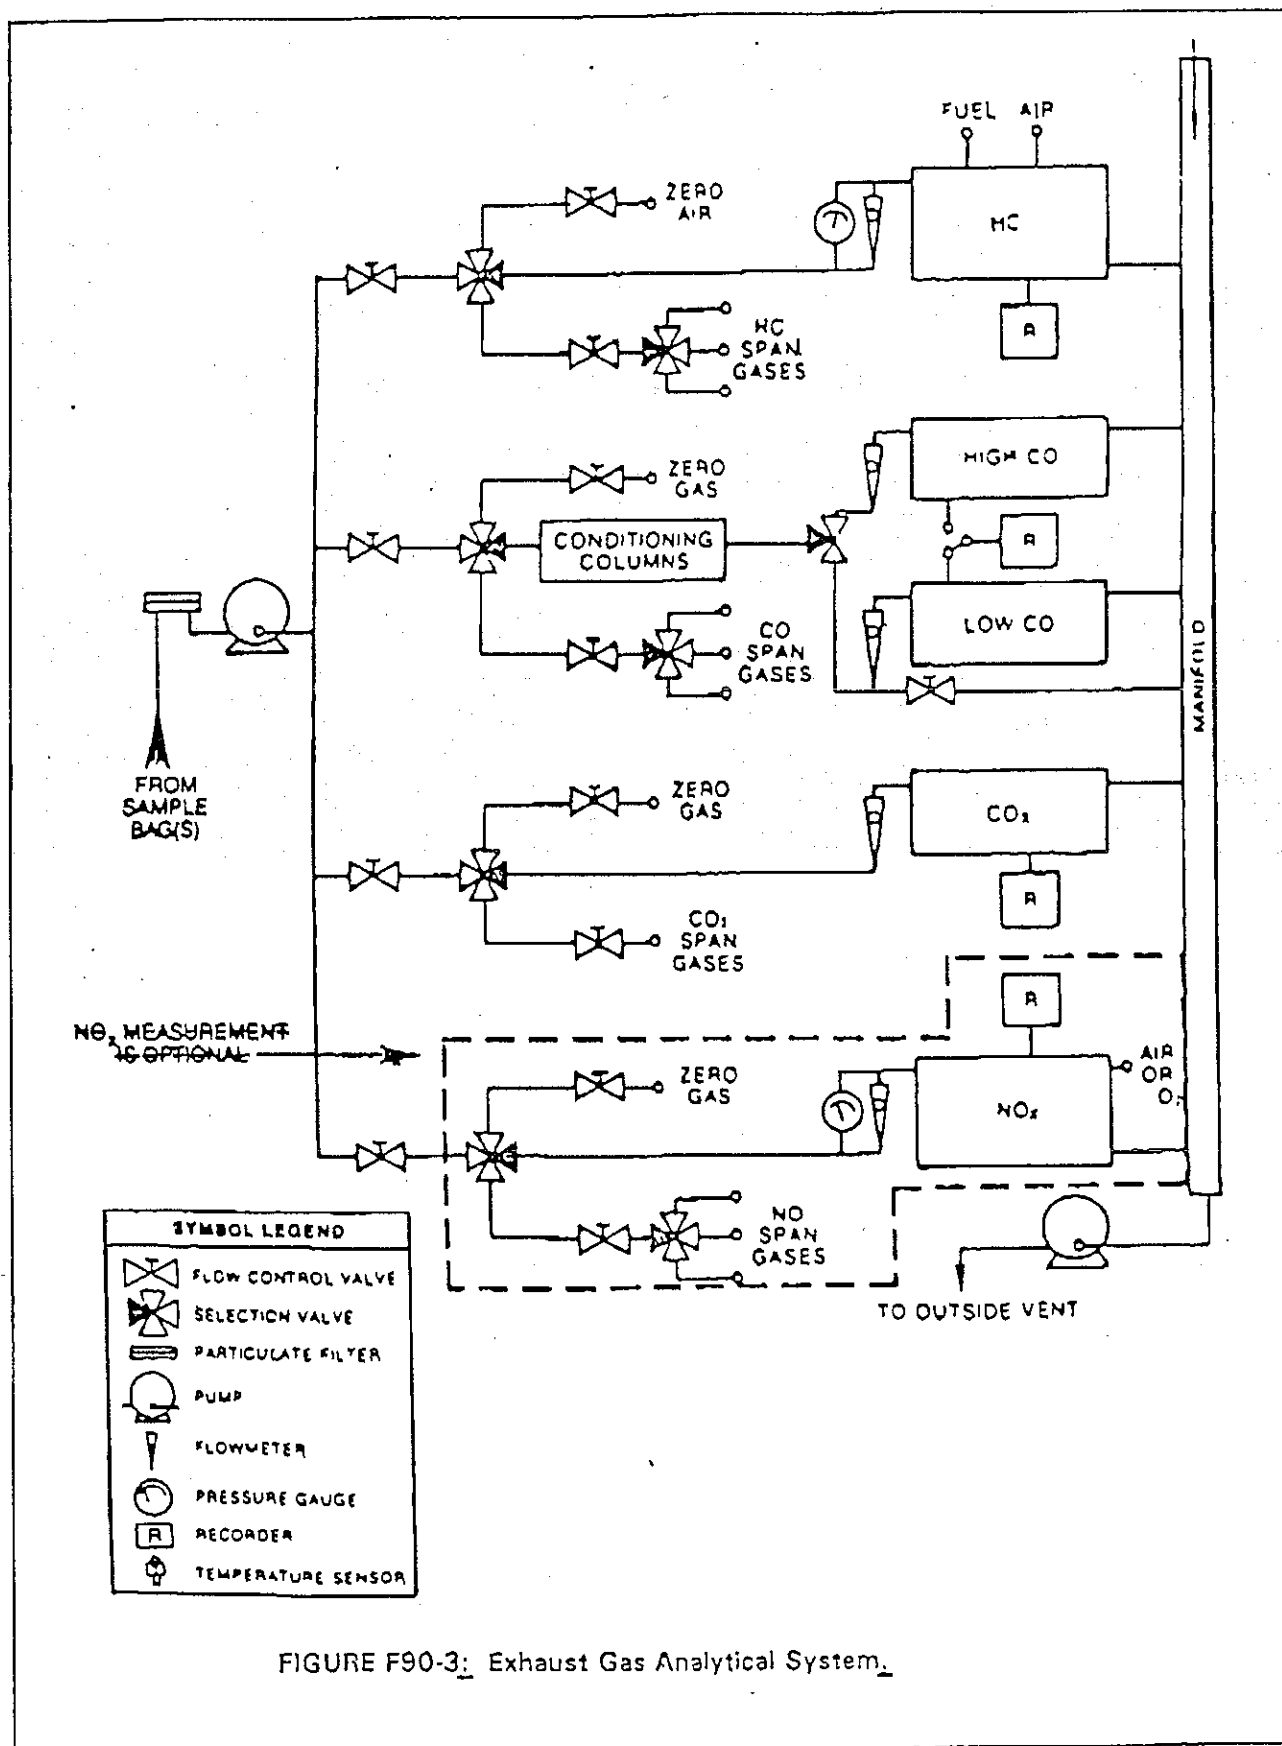 FUEL AIR
ZERO
AIR
HC
R
HC
SPAN
GASES
ZERO
GAS
HIGH CO
CONDITIONING
COLUMNS
R
LOW CO
CO
SPAN
GASES
MANIFOLD
FROM
SAMPLE
BAG(S)
ZERO
GAS
CO₂
R
CO₂
SPAN
GASES
R
NOₓ MEASUREMENT
IS OPTIONAL
ZERO
GAS
NOₓ
AIR
OR
O₂
NO
SPAN
GASES
TO OUTSIDE VENT
SYMBOL LEGEND
FLOW CONTROL VALVE
SELECTION VALVE
PARTICULATE FILTER
PUMP
FLOWMETER
PRESSURE GAUGE
R RECORDER
TEMPERATURE SENSOR
FIGURE F90-3: Exhaust Gas Analytical System.